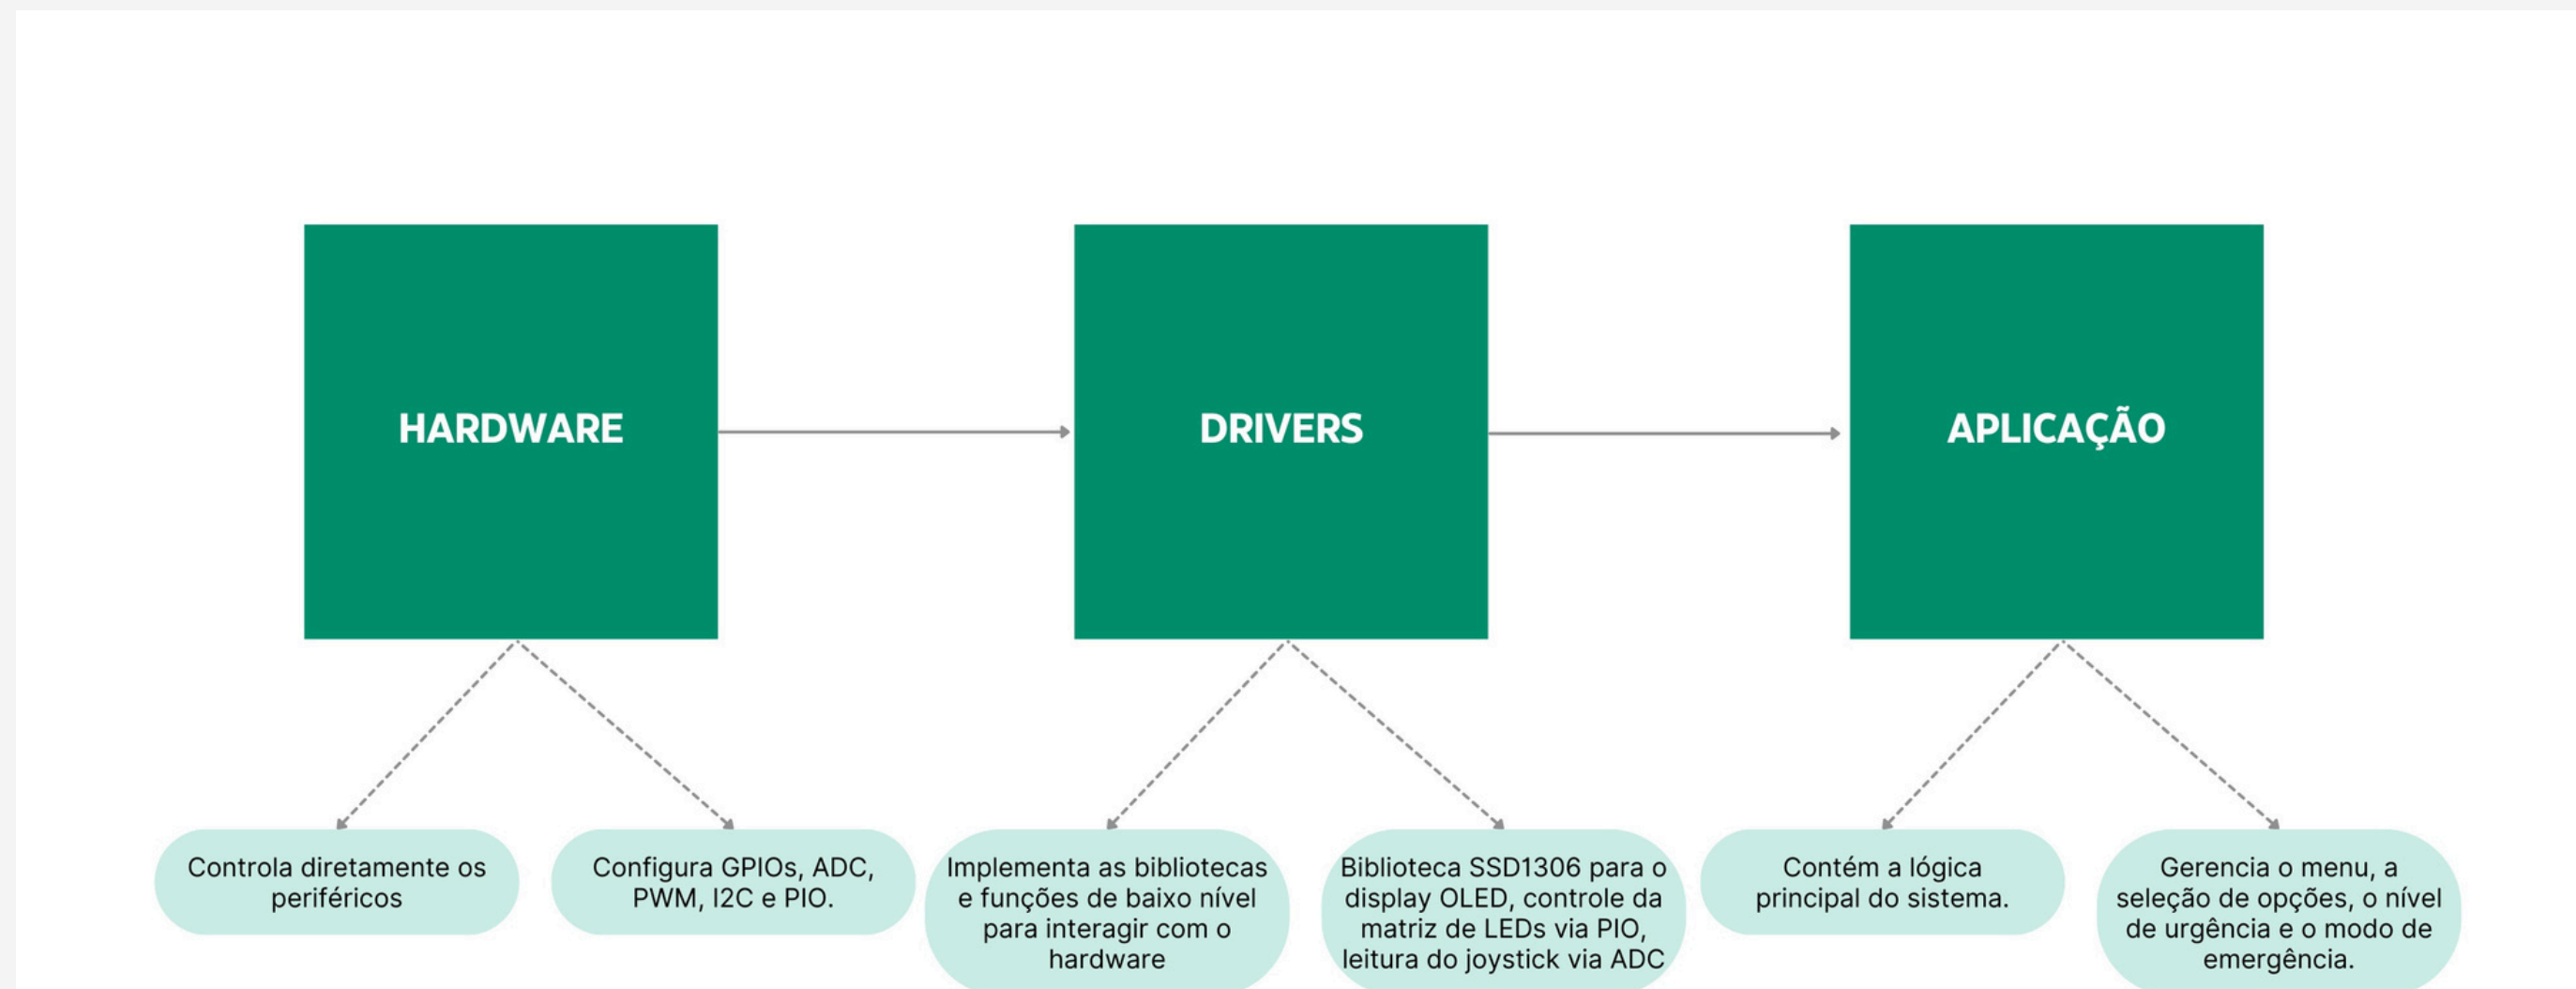 HARDWARE
DRIVERS
APLICAÇÃO
Controla diretamente os
periféricos
Configura GPIOs, ADC,
PWM, I2C e PIO.
Implementa as bibliotecas
e funções de baixo nível
para interagir com o
hardware
Biblioteca SSD1306 para o
display OLED, controle da
matriz de LEDs via PIO,
leitura do joystick via ADC
Contém a lógica
principal do sistema.
Gerencia o menu, a
seleção de opções, o nível
de urgência e o modo de
emergência.